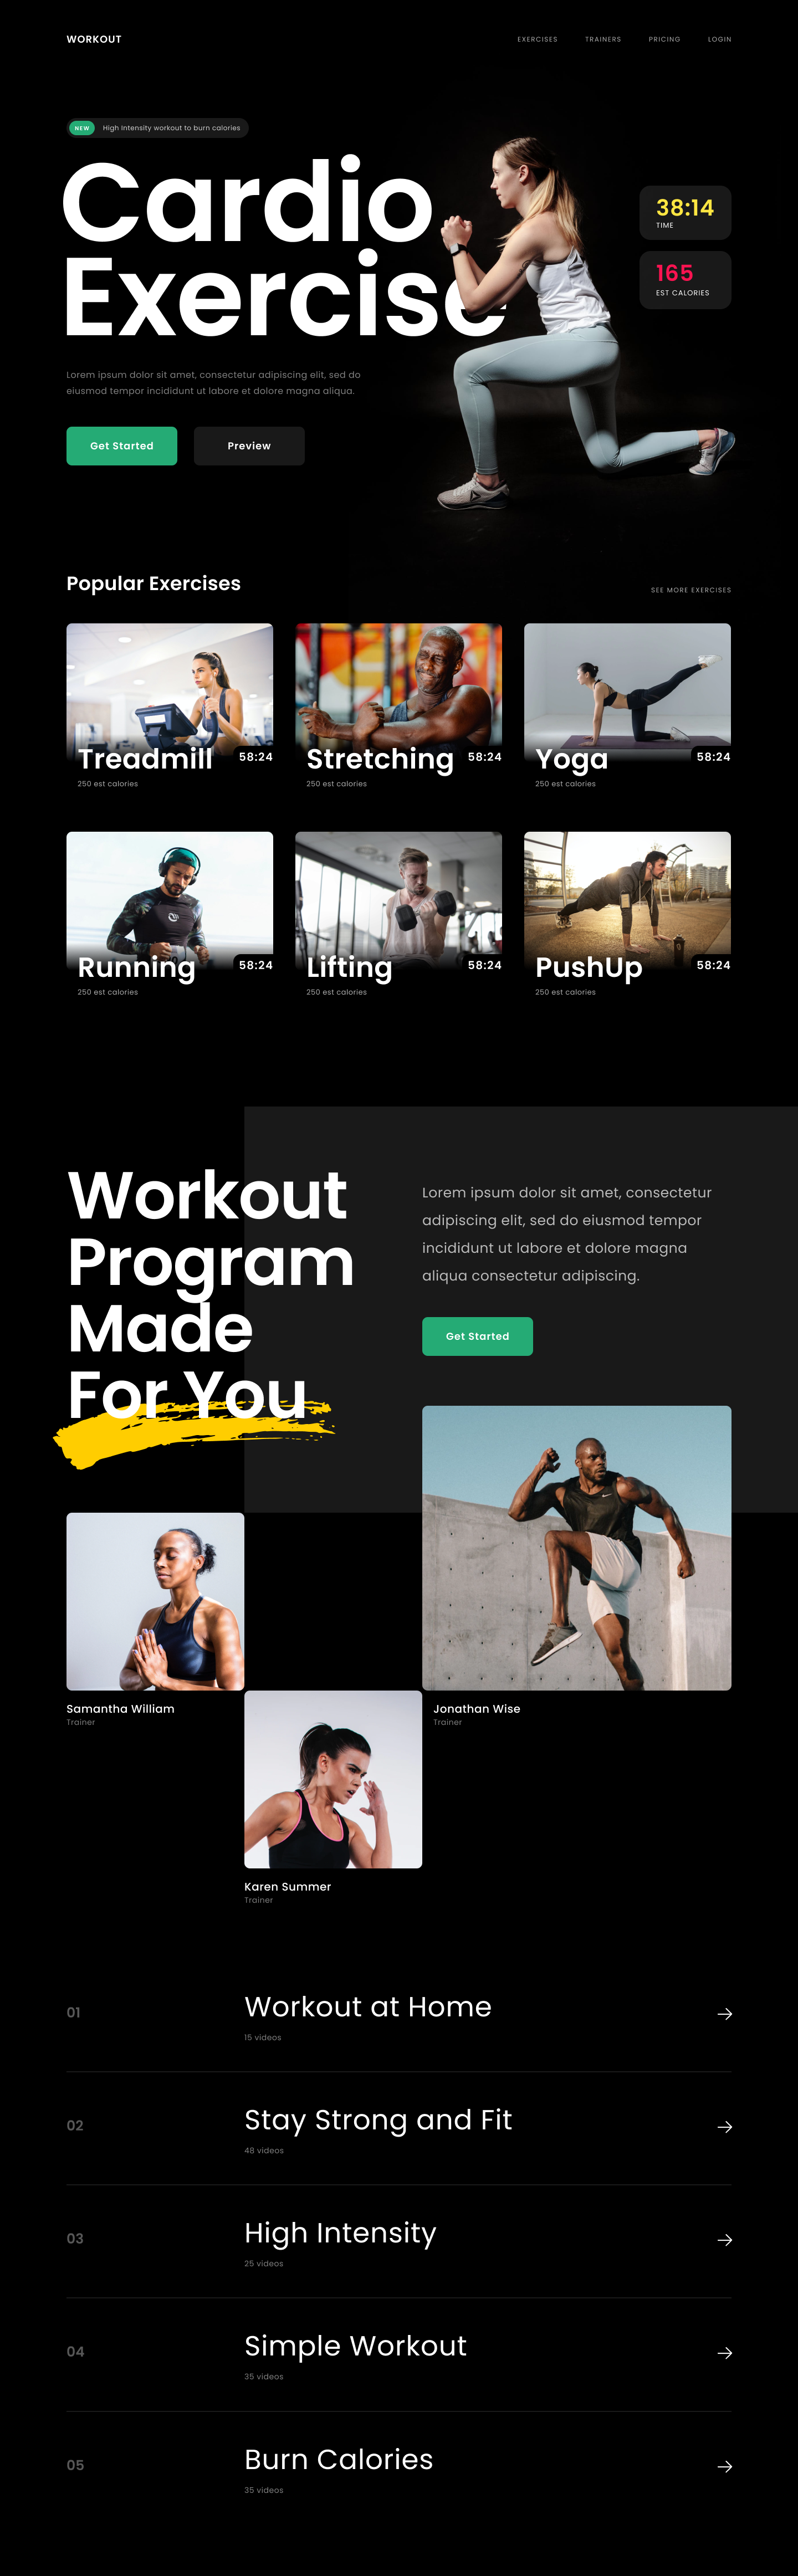 WORKOUT
EXERCISES
TRAINERS
PRICING
LOGIN
NEW
High Intensity workout to burn calories
Cardio
Exercise
38:14
TIME
165
EST CALORIES
Lorem ipsum dolor sit amet, consectetur adipiscing elit, sed do
eiusmod tempor incididunt ut labore et dolore magna aliqua.
Get Started
Preview
Popular Exercises
SEE MORE EXERCISES
Treadmill
58:24
250 est calories
Stretching
58:24
250 est calories
Yoga
58:24
250 est calories
Running
58:24
250 est calories
Lifting
58:24
250 est calories
PushUp
58:24
250 est calories
Workout
Program
Made
For You
Lorem ipsum dolor sit amet, consectetur
adipiscing elit, sed do eiusmod tempor
incididunt ut labore et dolore magna
aliqua consectetur adipiscing.
Get Started
Samantha William
Trainer
Jonathan Wise
Trainer
Karen Summer
Trainer
01
Workout at Home
15 videos
02
Stay Strong and Fit
48 videos
03
High Intensity
25 videos
04
Simple Workout
35 videos
05
Burn Calories
35 videos